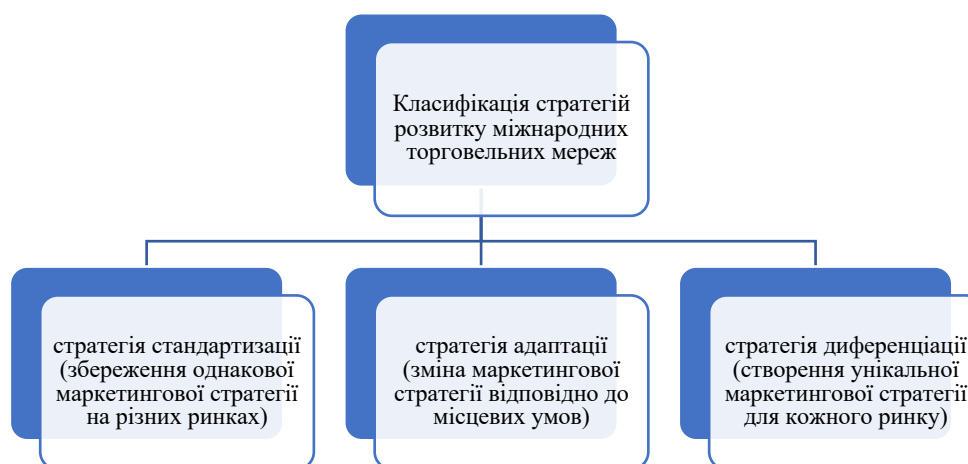 Класифікація стратегій
розвитку міжнародних
торговельних мереж
стратегія стандартизації
(збереження однакової
маркетингової стратегії
на різних ринках)
стратегія адаптації
(зміна маркетингової
стратегії відповідно до
місцевих умов)
стратегія диференціації
(створення унікальної
маркетингової стратегії
для кожного ринку)